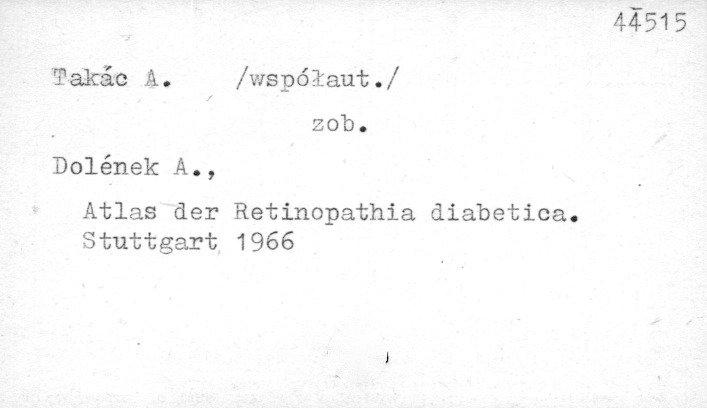 44515
Takác A. /współaut./
zob.
Dolének A.,
Atlas der Retinopathia diabetica.
Stuttgart 1966